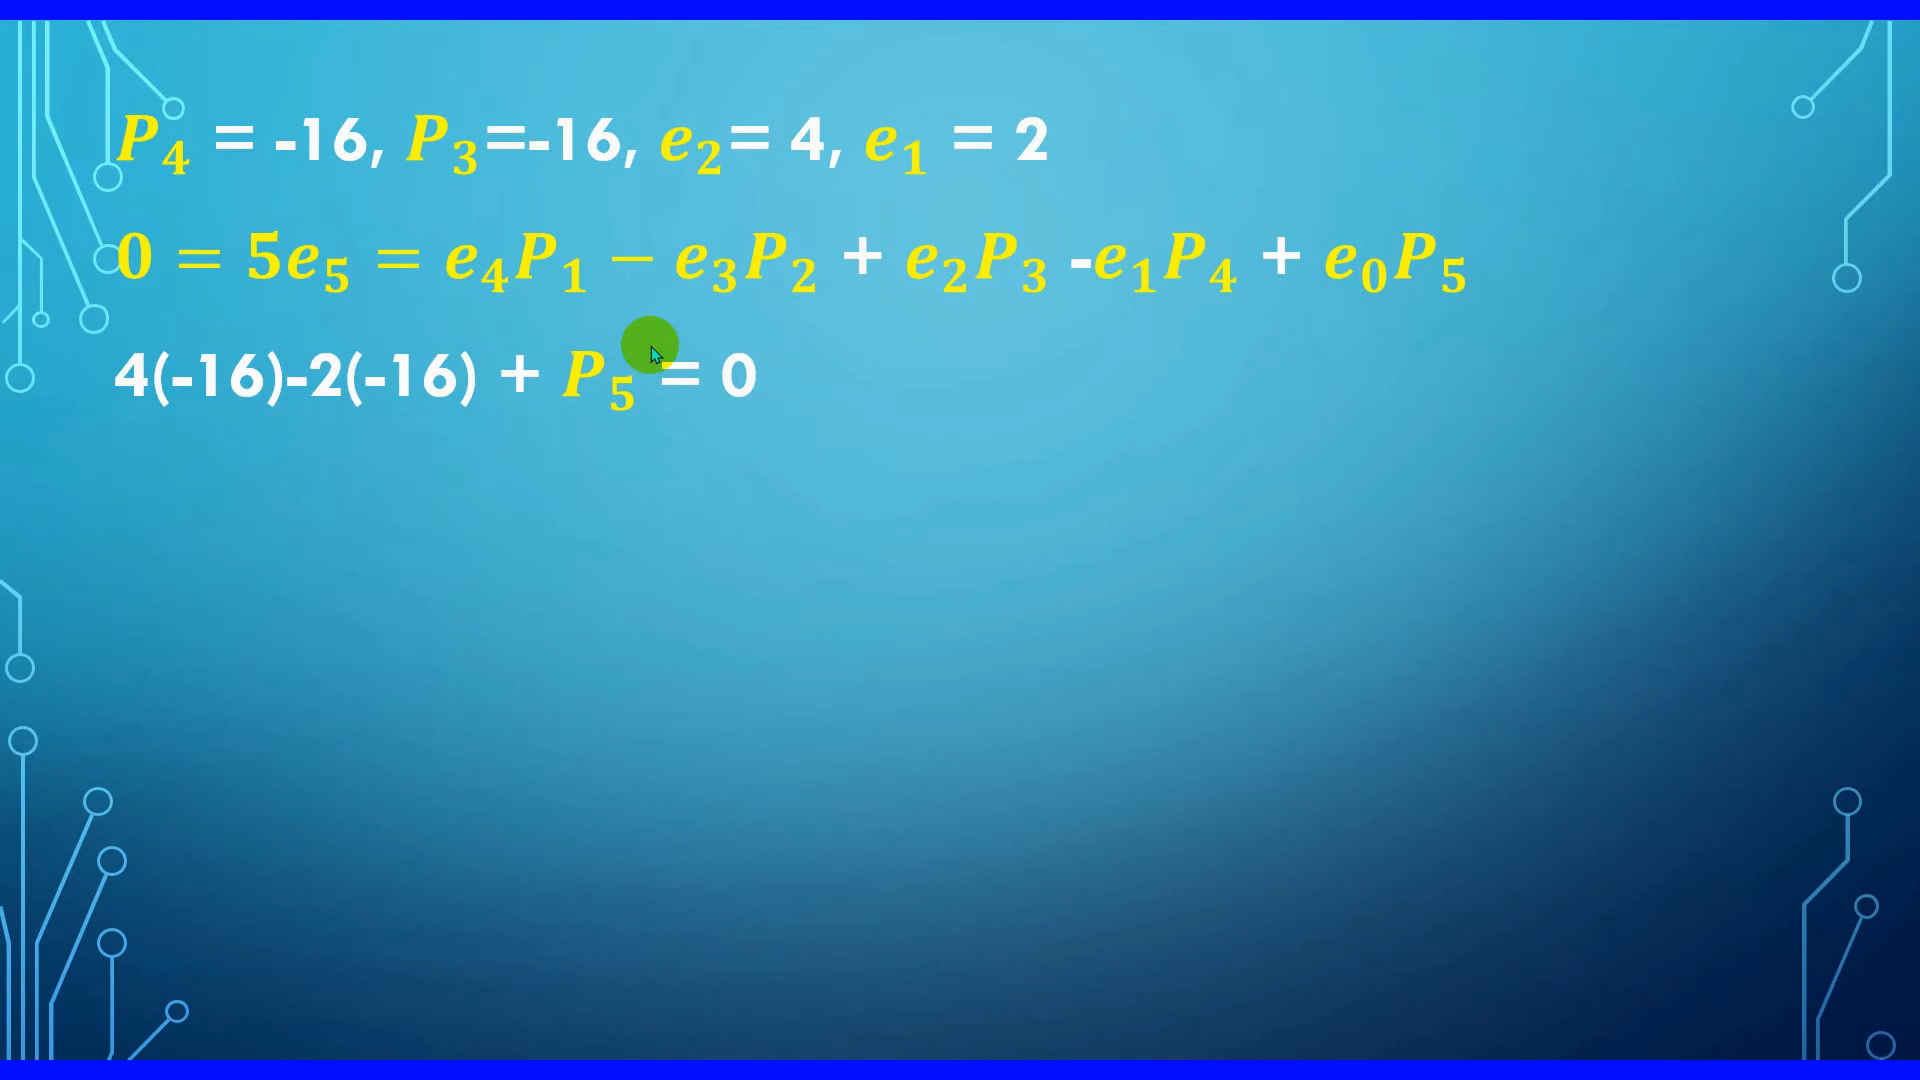 P₄ = -16, P₃=-16, e₂= 4, e₁ = 2
0 = 5e₅ = e₄P₁ − e₃P₂ + e₂P₃ -e₁P₄ + e₀P₅
4(-16)-2(-16) + P₅ = 0